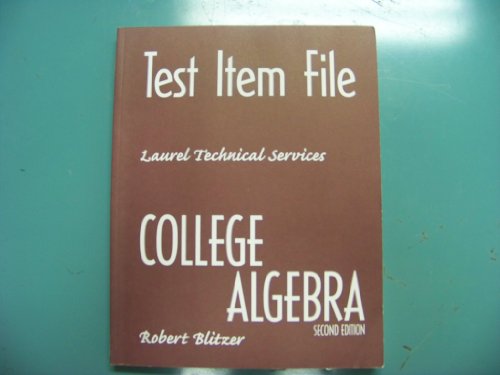 Test Item File
Laurel Technical Services
COLLEGE
ALGEBRA
SECOND EDITION
Robert Blitzer